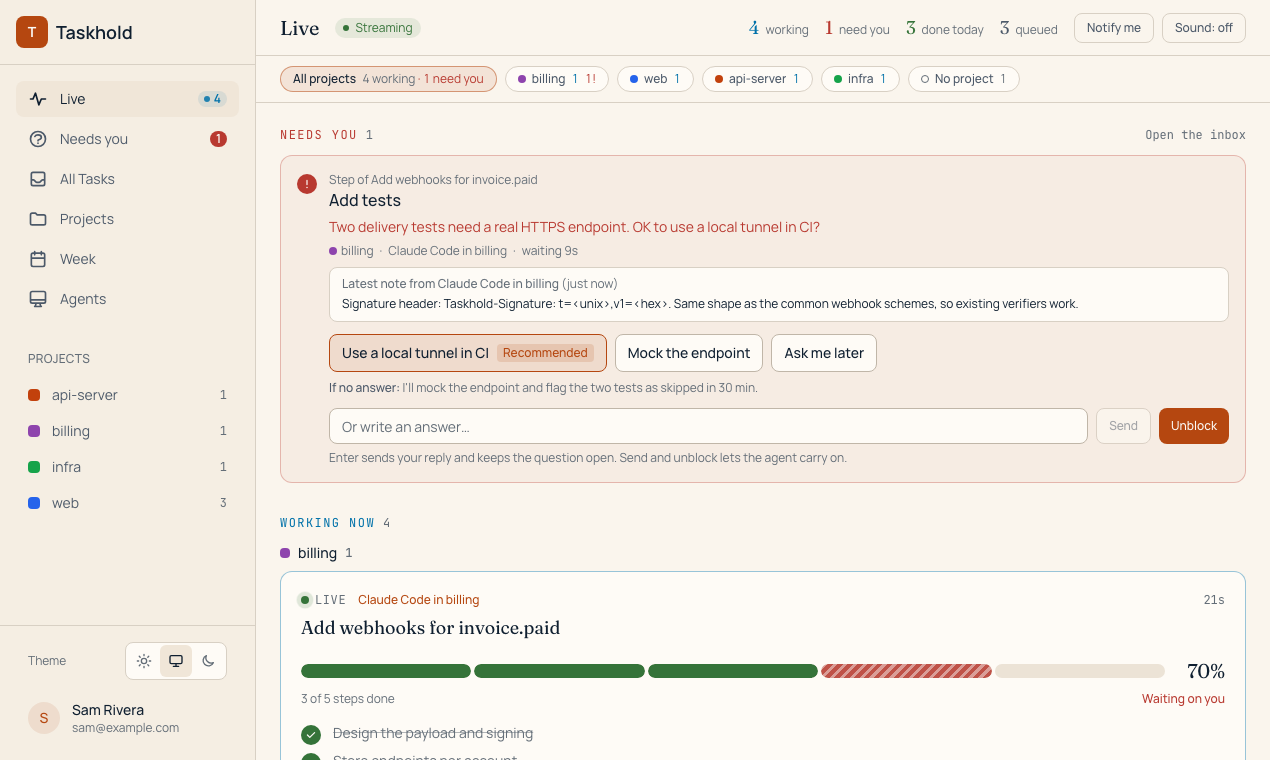 T Taskhold
Live 4
Needs you 1
All Tasks
Projects
Week
Agents
PROJECTS
api-server 1
billing 1
infra 1
web 3
Theme
S Sam Rivera
sam@example.com
Live Streaming 4 working 1 need you 3 done today 3 queued Notify me Sound: off
All projects 4 working · 1 need you billing 1 1! web 1 api-server 1 infra 1 No project 1
NEEDS YOU 1 Open the inbox
! Step of Add webhooks for invoice.paid
Add tests
Two delivery tests need a real HTTPS endpoint. OK to use a local tunnel in CI?
billing · Claude Code in billing · waiting 9s
Latest note from Claude Code in billing (just now)
Signature header: Taskhold-Signature: t=<unix>,v1=<hex>. Same shape as the common webhook schemes, so existing verifiers work.
Use a local tunnel in CI Recommended Mock the endpoint Ask me later
If no answer: I'll mock the endpoint and flag the two tests as skipped in 30 min.
Or write an answer… Send Unblock
Enter sends your reply and keeps the question open. Send and unblock lets the agent carry on.
WORKING NOW 4
billing 1
LIVE Claude Code in billing 21s
Add webhooks for invoice.paid
70%
3 of 5 steps done Waiting on you
Design the payload and signing
Store endpoints per account